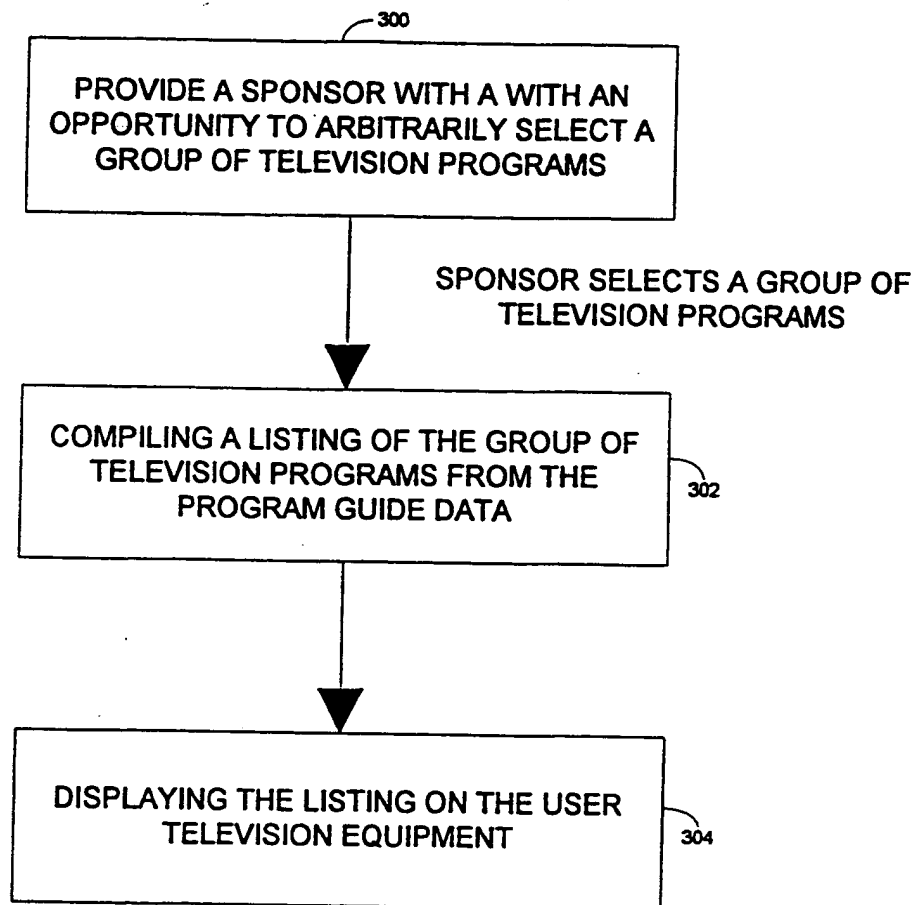 300
PROVIDE A SPONSOR WITH A WITH AN
OPPORTUNITY TO ARBITRARILY SELECT A
GROUP OF TELEVISION PROGRAMS
SPONSOR SELECTS A GROUP OF
TELEVISION PROGRAMS
COMPILING A LISTING OF THE GROUP OF
TELEVISION PROGRAMS FROM THE
PROGRAM GUIDE DATA
302
DISPLAYING THE LISTING ON THE USER
TELEVISION EQUIPMENT
304